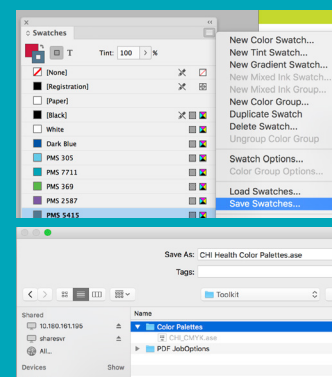 Swatches
T Tint: 100 > %
[None]
[Registration]
[Paper]
[Black]
White
Dark Blue
PMS 305
PMS 7711
PMS 369
PMS 2587
PMS 5415
New Color Swatch...
New Tint Swatch...
New Gradient Swatch...
New Mixed Ink Swatch...
New Mixed Ink Group...
New Color Group...
Duplicate Swatch
Delete Swatch...
Ungroup Color Group
Swatch Options...
Color Group Options...
Load Swatches...
Save Swatches...
Save As: CHI Health Color Palettes.ase
Tags:
Toolkit
Shared
10.160.161.195
sharesvr
All...
Devices Show
Name
Color Palettes
CHI_CMYK.ase
PDF JobOptions